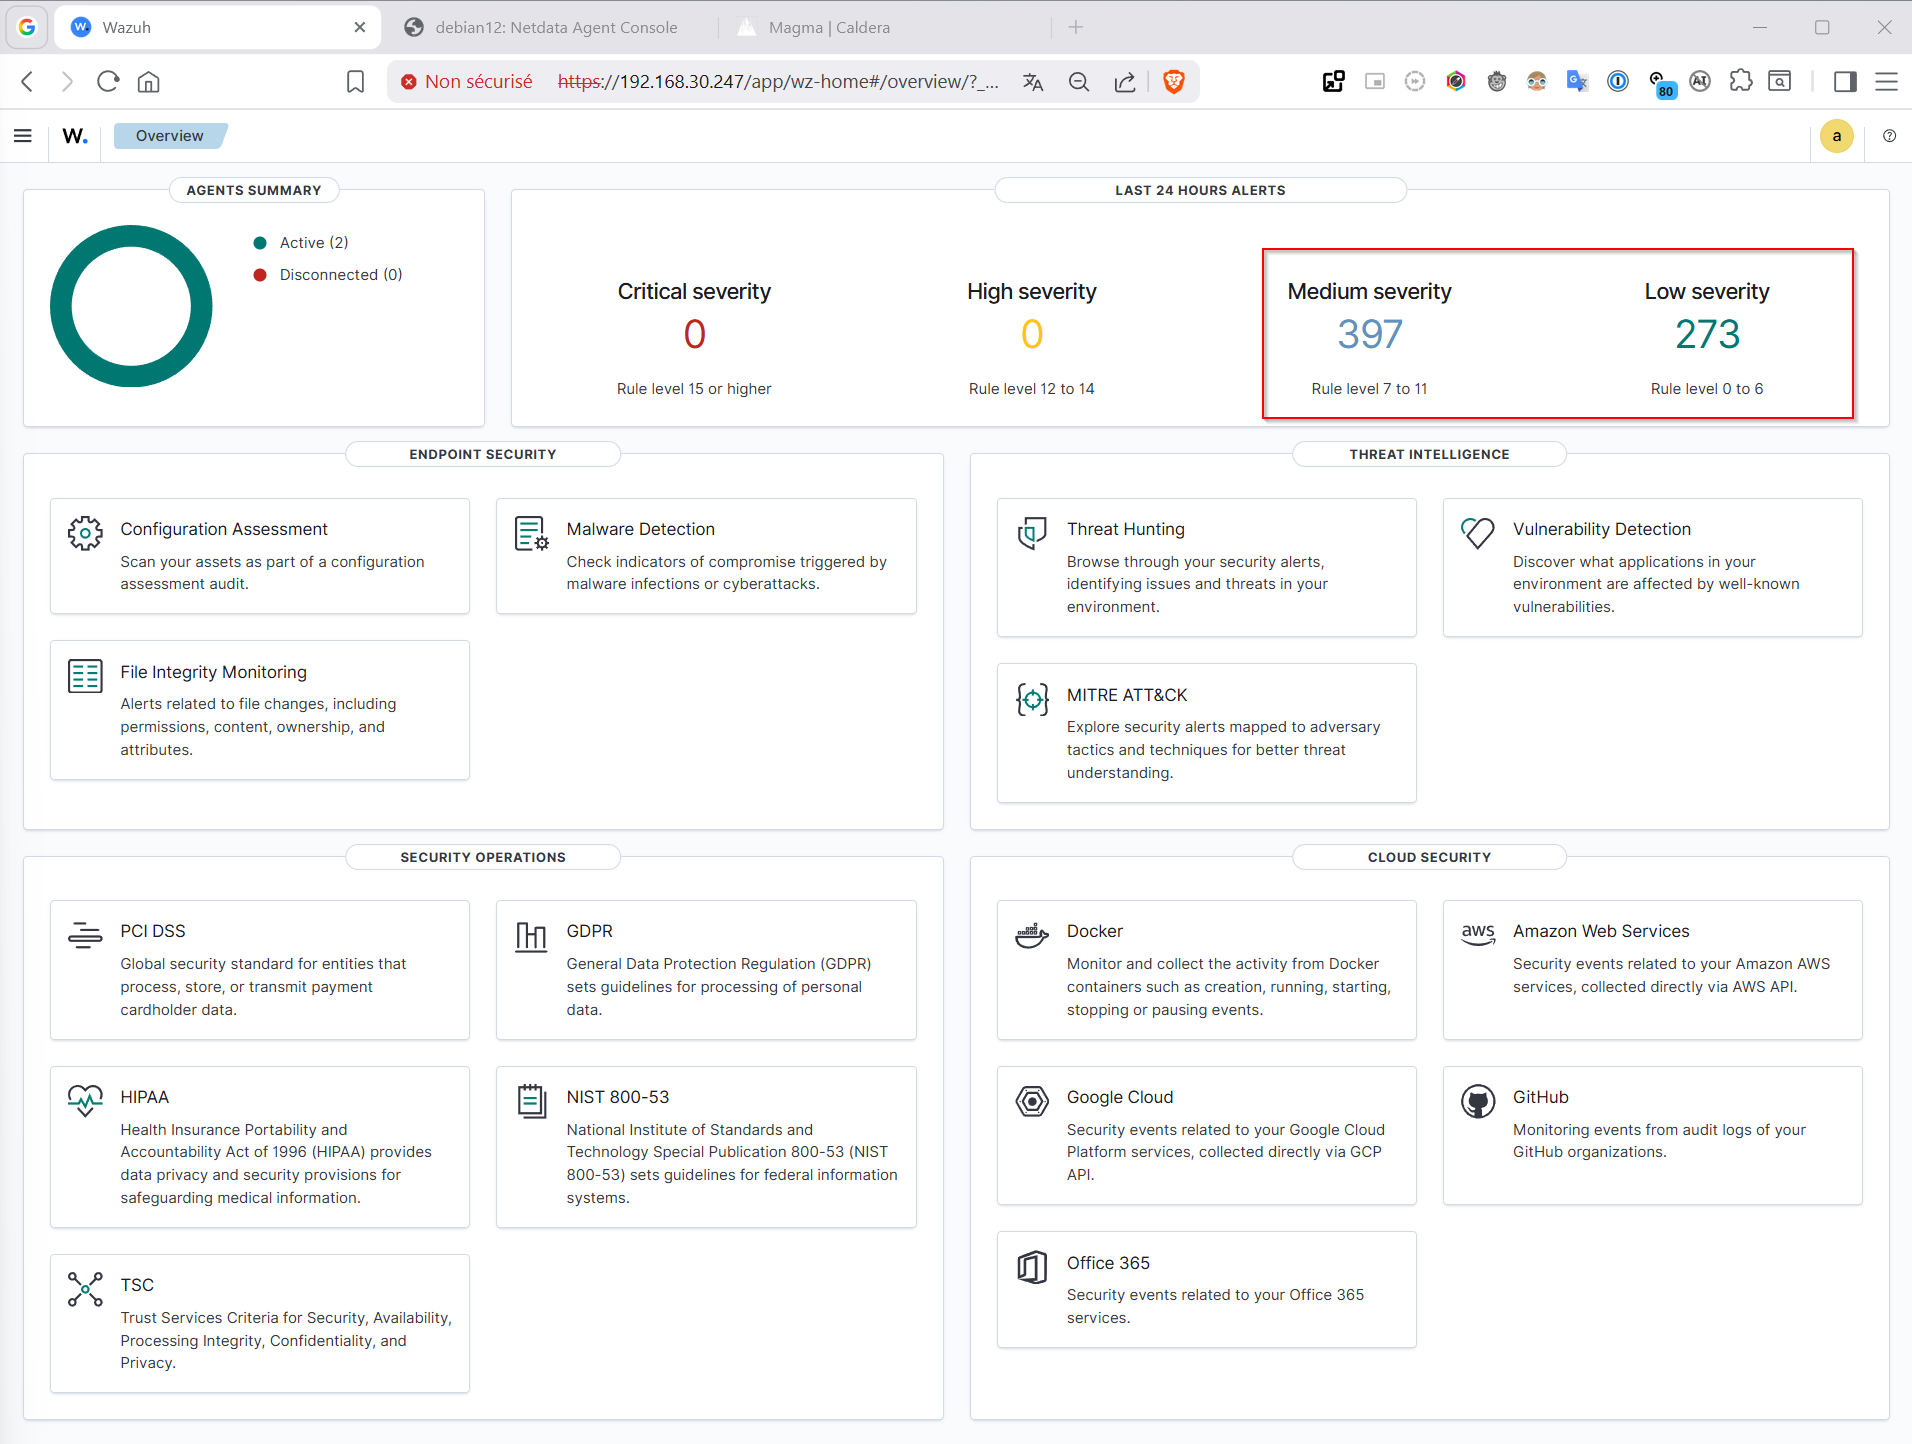 Wazuh
debian12: Netdata Agent Console
Magma | Caldera
Non sécurisé https://192.168.30.247/app/wz-home#/overview/?_...
80
W.
Overview
a
AGENTS SUMMARY
Active (2)
Disconnected (0)
LAST 24 HOURS ALERTS
Critical severity
0
Rule level 15 or higher
High severity
0
Rule level 12 to 14
Medium severity
397
Rule level 7 to 11
Low severity
273
Rule level 0 to 6
ENDPOINT SECURITY
Configuration Assessment
Scan your assets as part of a configuration
assessment audit.
Malware Detection
Check indicators of compromise triggered by
malware infections or cyberattacks.
File Integrity Monitoring
Alerts related to file changes, including
permissions, content, ownership, and
attributes.
THREAT INTELLIGENCE
Threat Hunting
Browse through your security alerts,
identifying issues and threats in your
environment.
Vulnerability Detection
Discover what applications in your
environment are affected by well-known
vulnerabilities.
MITRE ATT&CK
Explore security alerts mapped to adversary
tactics and techniques for better threat
understanding.
SECURITY OPERATIONS
PCI DSS
Global security standard for entities that
process, store, or transmit payment
cardholder data.
GDPR
General Data Protection Regulation (GDPR)
sets guidelines for processing of personal
data.
HIPAA
Health Insurance Portability and
Accountability Act of 1996 (HIPAA) provides
data privacy and security provisions for
safeguarding medical information.
NIST 800-53
National Institute of Standards and
Technology Special Publication 800-53 (NIST
800-53) sets guidelines for federal information
systems.
TSC
Trust Services Criteria for Security, Availability,
Processing Integrity, Confidentiality, and
Privacy.
CLOUD SECURITY
Docker
Monitor and collect the activity from Docker
containers such as creation, running, starting,
stopping or pausing events.
aws
Amazon Web Services
Security events related to your Amazon AWS
services, collected directly via AWS API.
Google Cloud
Security events related to your Google Cloud
Platform services, collected directly via GCP
API.
GitHub
Monitoring events from audit logs of your
GitHub organizations.
Office 365
Security events related to your Office 365
services.